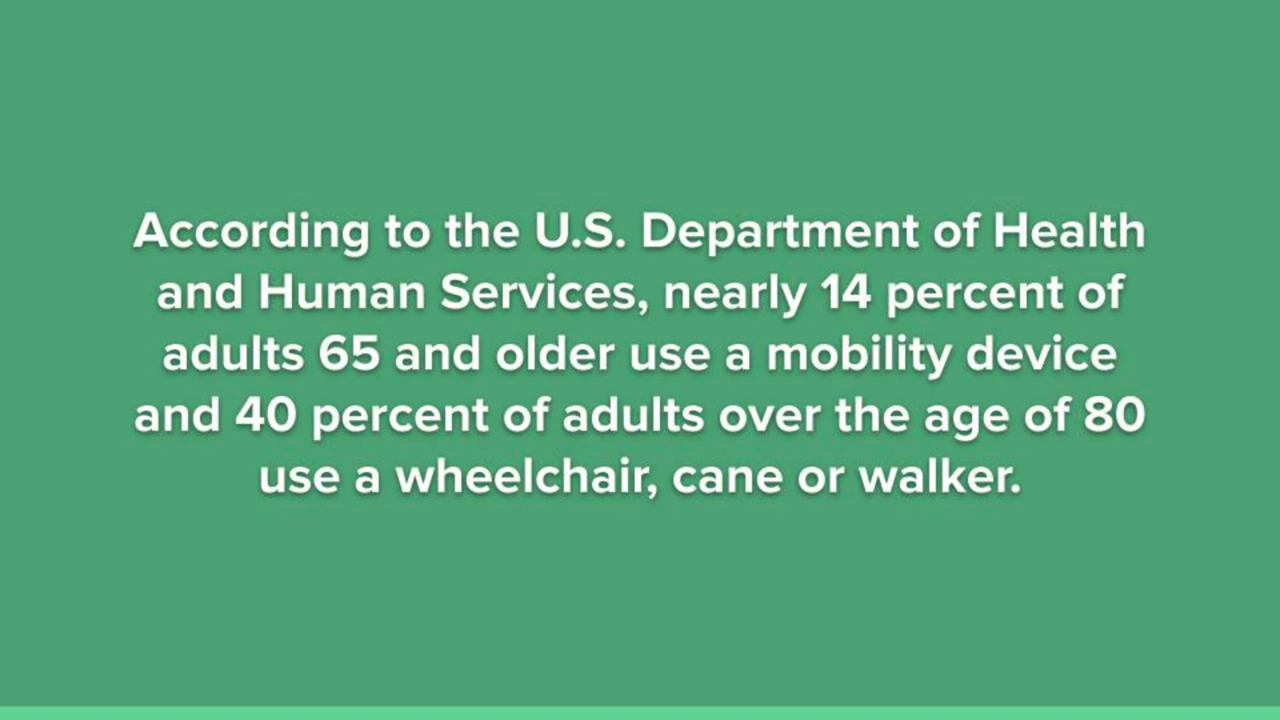 According to the U.S. Department of Health
and Human Services, nearly 14 percent of
adults 65 and older use a mobility device
and 40 percent of adults over the age of 80
use a wheelchair, cane or walker.